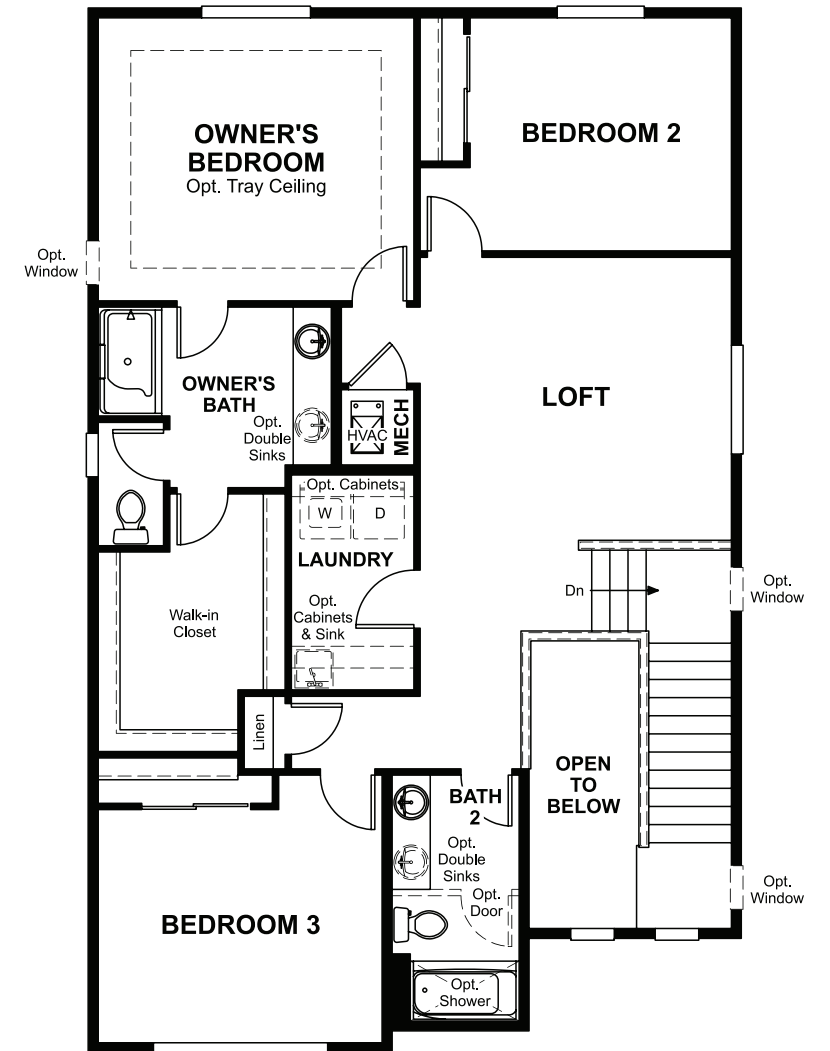 OWNER'S
BEDROOM
Opt. Tray Ceiling
BEDROOM 2
Opt.
Window
OWNER'S
BATH
Opt.
Double
Sinks
HVAC
MECH
LOFT
Opt. Cabinets
W
D
LAUNDRY
Opt.
Cabinets
& Sink
Dn
Opt.
Window
Walk-in
Closet
Linen
OPEN
TO
BELOW
BATH
2
Opt.
Double
Sinks
Opt.
Door
Opt.
Window
BEDROOM 3
Opt.
Shower